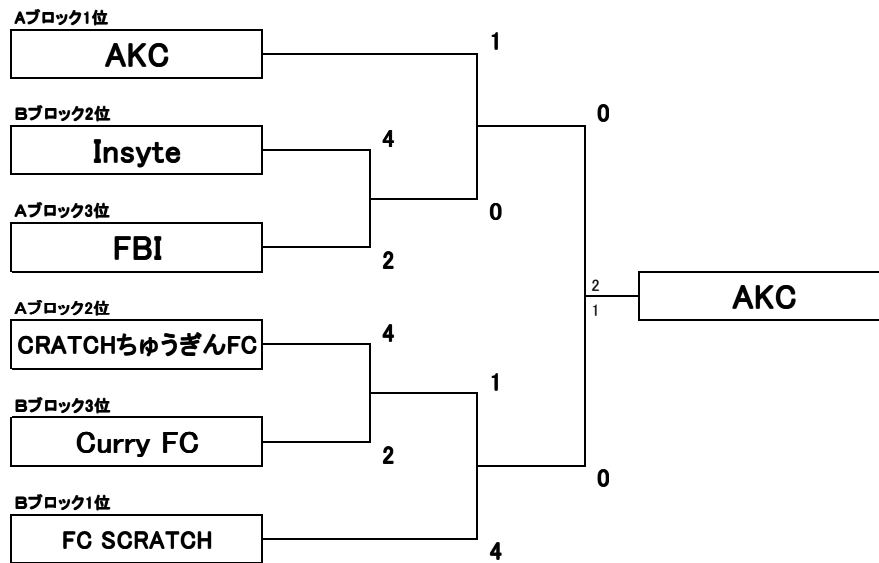 Aブロック1位
AKC
1
0
Bブロック2位
Insyte
4
0
Aブロック3位
FBI
2
2
1
AKC
Aブロック2位
CRATCHちゅうぎんFC
4
1
Bブロック3位
Curry FC
2
0
Bブロック1位
FC SCRATCH
4